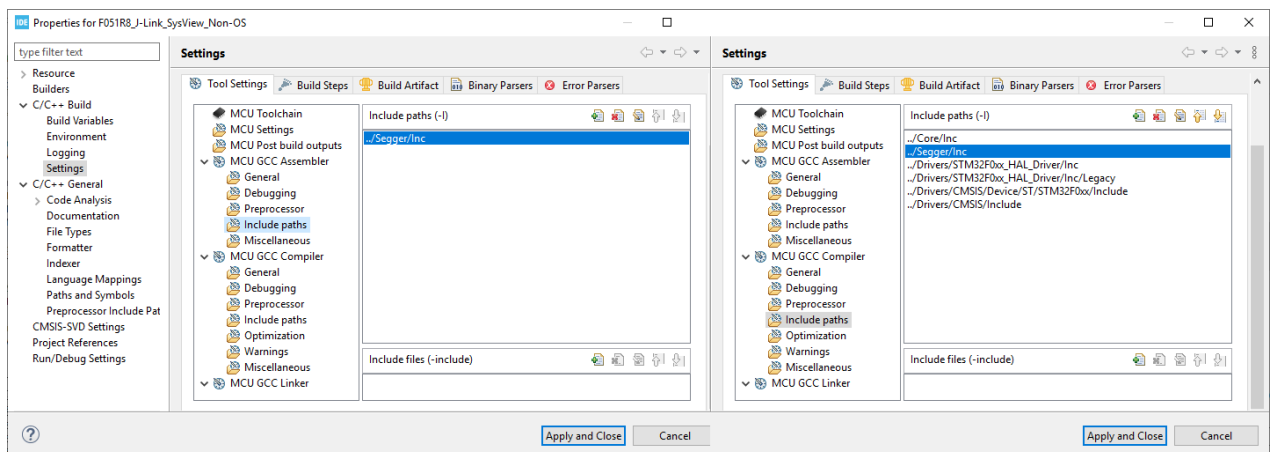 IDE Properties for F051R8_J-Link_SysView_Non-OS
type filter text
Resource
Builders
C/C++ Build
Build Variables
Environment
Logging
Settings
C/C++ General
Code Analysis
Documentation
File Types
Formatter
Indexer
Language Mappings
Paths and Symbols
Preprocessor Include Pat
CMSIS-SVD Settings
Project References
Run/Debug Settings
Settings
Tool Settings Build Steps Build Artifact Binary Parsers Error Parsers
MCU Toolchain
MCU Settings
MCU Post build outputs
MCU GCC Assembler
General
Debugging
Preprocessor
Include paths
Miscellaneous
MCU GCC Compiler
General
Debugging
Preprocessor
Include paths
Optimization
Warnings
Miscellaneous
MCU GCC Linker
Include paths (-I)
../Segger/Inc
Include files (-include)
Apply and Close Cancel
Settings
Tool Settings Build Steps Build Artifact Binary Parsers Error Parsers
MCU Toolchain
MCU Settings
MCU Post build outputs
MCU GCC Assembler
General
Debugging
Preprocessor
Include paths
Miscellaneous
MCU GCC Compiler
General
Debugging
Preprocessor
Include paths
Optimization
Warnings
Miscellaneous
MCU GCC Linker
Include paths (-I)
../Core/Inc
../Segger/Inc
../Drivers/STM32F0xx_HAL_Driver/Inc
../Drivers/STM32F0xx_HAL_Driver/Inc/Legacy
../Drivers/CMSIS/Device/ST/STM32F0xx/Include
../Drivers/CMSIS/Include
Include files (-include)
Apply and Close Cancel